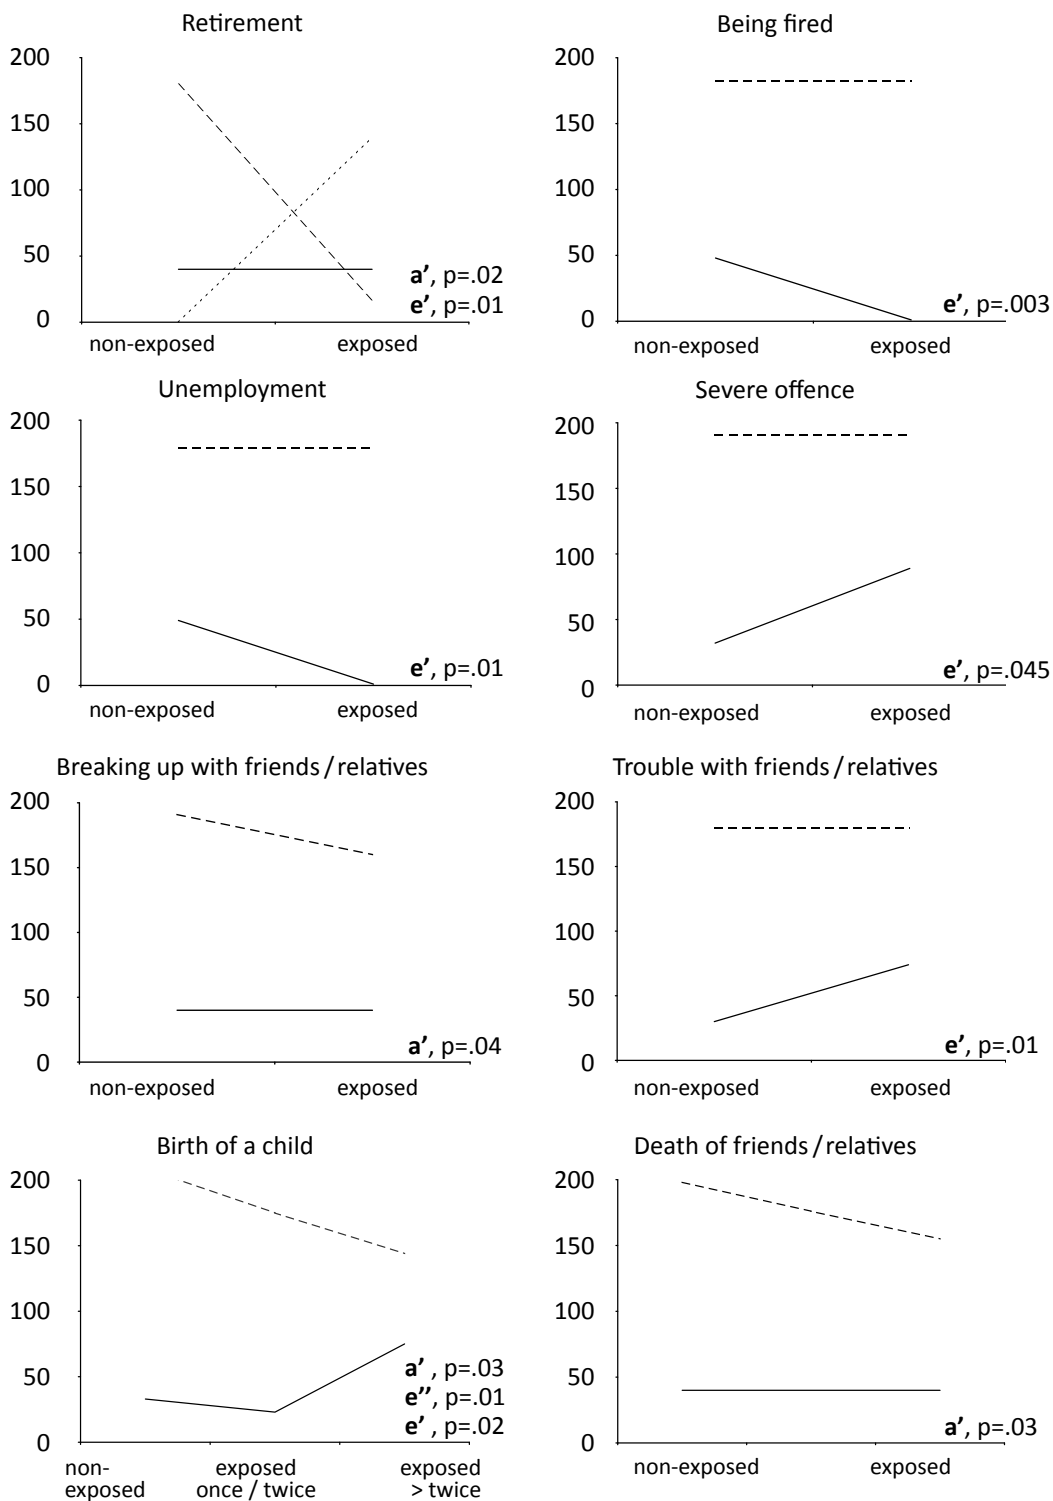 Retirement
200
150
100
50
0
a′, p=.02
e′, p=.01
non-exposed exposed
Being fired
200
150
100
50
0
e′, p=.003
non-exposed exposed
Unemployment
200
150
100
50
0
e′, p=.01
non-exposed exposed
Severe offence
200
150
100
50
0
e′, p=.045
non-exposed exposed
Breaking up with friends/relatives
200
150
100
50
0
a′, p=.04
non-exposed exposed
Trouble with friends/relatives
200
150
100
50
0
e′, p=.01
non-exposed exposed
Birth of a child
200
150
100
50
0
a′ , p=.03
e′′, p=.01
e′ , p=.02
non- exposed exposed
exposed once / twice > twice
Death of friends/relatives
200
150
100
50
0
a′, p=.03
non-exposed exposed